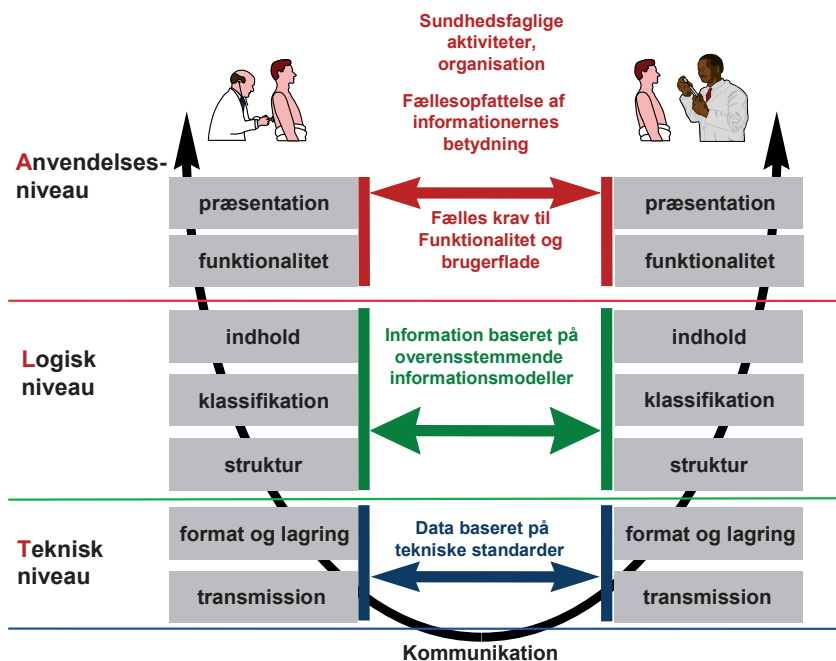 Sundhedsfaglige
aktiviteter,
organisation
Fællesopfattelse af
informationernes
betydning
Anvendelses-
niveau
præsentation
funktionalitet
Fælles krav til
Funktionalitet og
brugerflade
præsentation
funktionalitet
Logisk
niveau
indhold
klassifikation
struktur
Information baseret på
overensstemmende
informationsmodeller
indhold
klassifikation
struktur
Teknisk
niveau
format og lagring
transmission
Data baseret på
tekniske standarder
format og lagring
transmission
Kommunikation